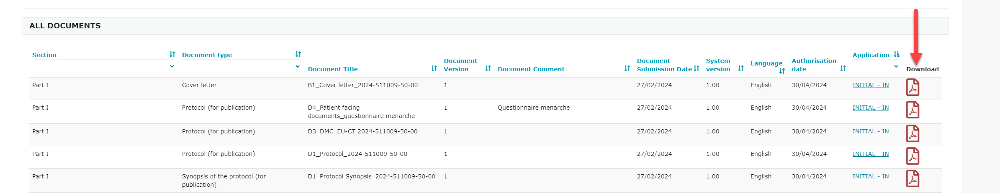 ALL DOCUMENTS
Section Document type Document Title Document Version Document Comment Document Submission Date System version Language Authorisation date Application Download
Part I Cover letter B1_Cover letter_2024-511009-50-00 1 27/02/2024 1.00 English 30/04/2024 INITIAL - IN
Part I Protocol (for publication) D4_Patient facing documents_questionnaire menarche 1 Questionnaire menarche 27/02/2024 1.00 English 30/04/2024 INITIAL - IN
Part I Protocol (for publication) D3_DMC_EU-CT 2024-511009-50-00 1 27/02/2024 1.00 English 30/04/2024 INITIAL - IN
Part I Protocol (for publication) D1_Protocol_2024-511009-50-00 1 27/02/2024 1.00 English 30/04/2024 INITIAL - IN
Part I Synopsis of the protocol (for publication) D1_Protocol Synopsis_2024-511009-50-00 1 27/02/2024 1.00 English 30/04/2024 INITIAL - IN